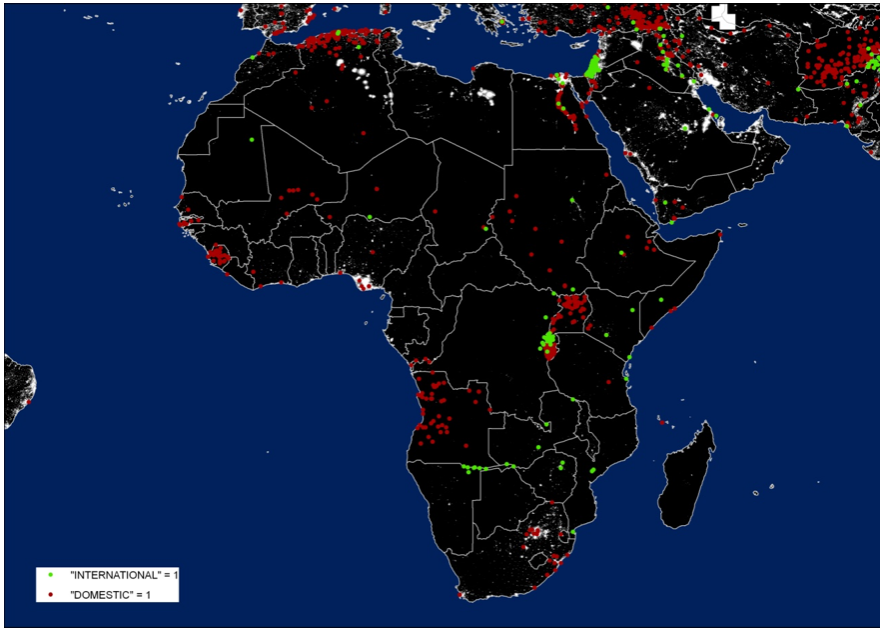 "INTERNATIONAL" = 1
"DOMESTIC" = 1